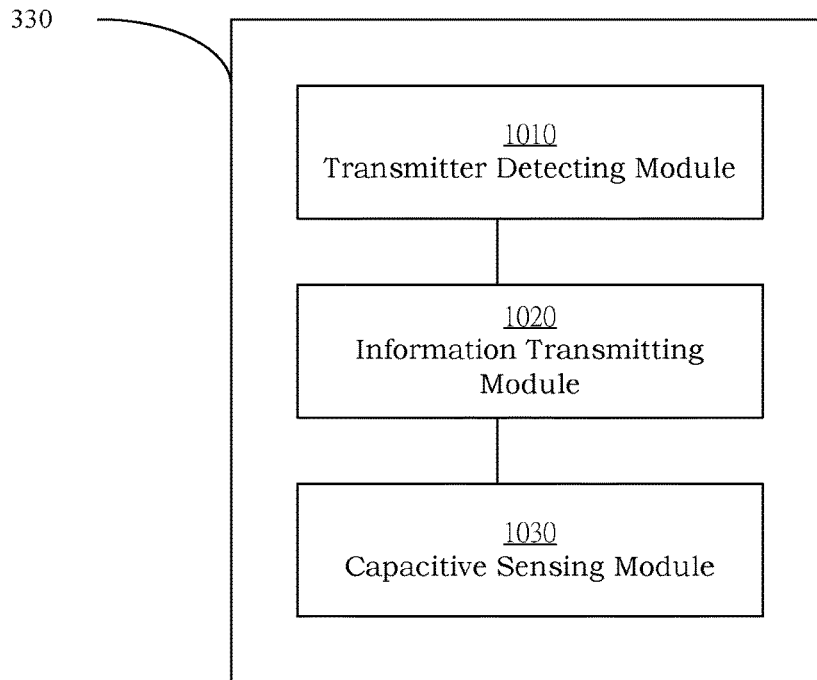 330
1010
Transmitter Detecting Module
1020
Information Transmitting
Module
1030
Capacitive Sensing Module